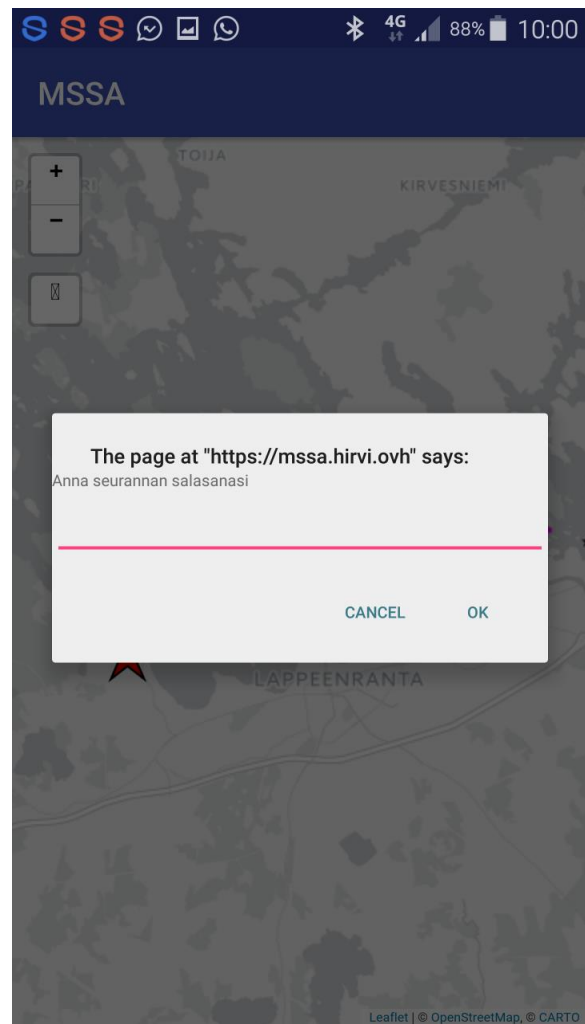 4G 88% 10:00
MSSA
TOIJA
+
KIRVESNIEMI
−
The page at "https://mssa.hirvi.ovh" says:
Anna seurannan salasanasi
CANCEL OK
LAPPEENRANTA
Leaflet | © OpenStreetMap, © CARTO